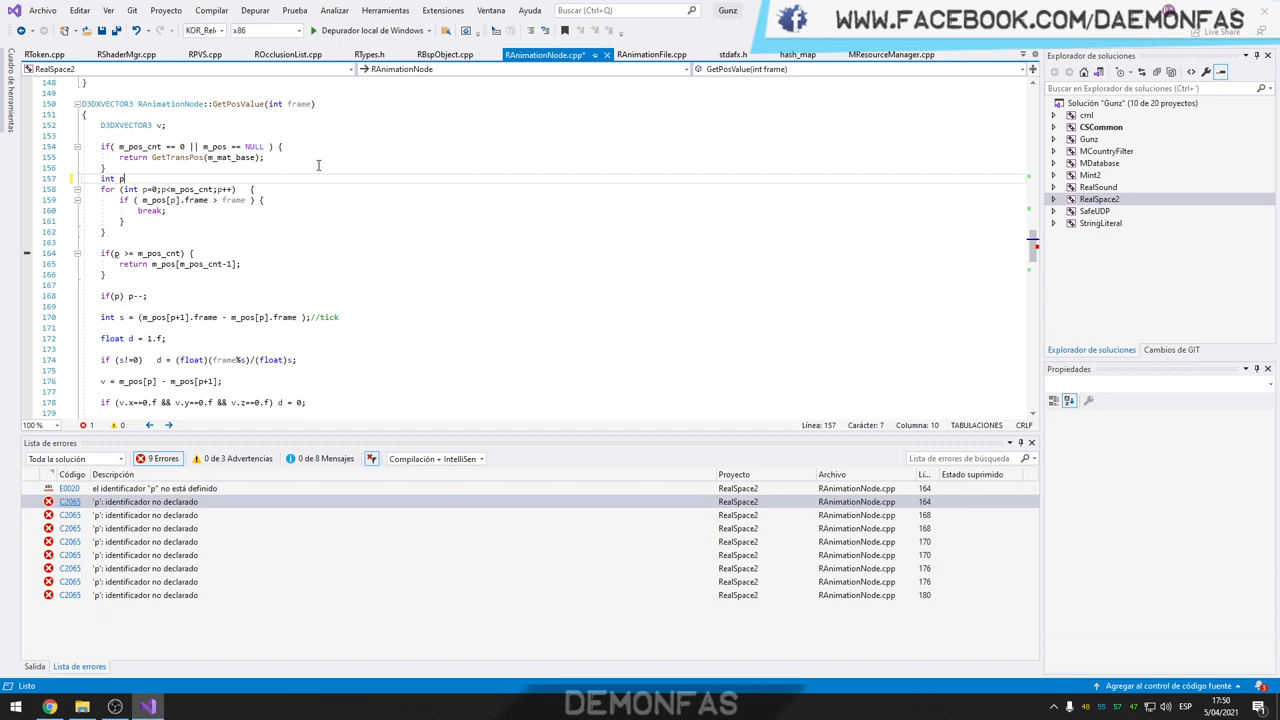 Archivo Editar Ver Git Proyecto Compilar Depurar Prueba Analizar Herramientas Extensiones Ventana Ayuda Buscar (Ctrl+Q) Gunz
WWW.FACEBOOK.COM/DAEMONFAS
KOR_Rele x86 Depurador local de Windows Live Share
RToken.cpp RShaderMgr.cpp RPVS.cpp ROcclusionList.cpp RTypes.h RBspObject.cpp RAnimationNode.cpp* RAnimationFile.cpp stdafx.h hash_map MResourceManager.cpp
Cuadro de herramientas
RealSpace2 RAnimationNode GetPosValue(int frame)
148 }
149
150 D3DXVECTOR3 RAnimationNode::GetPosValue(int frame)
151 {
152 D3DXVECTOR3 v;
153
154 if( m_pos_cnt == 0 || m_pos == NULL ) {
155 return GetTransPos(m_mat_base);
156 }
157 int p
158 for (int p=0;p<m_pos_cnt;p++) {
159 if ( m_pos[p].frame > frame ) {
160 break;
161 }
162 }
163
164 if(p >= m_pos_cnt) {
165 return m_pos[m_pos_cnt-1];
166 }
167
168 if(p) p--;
169
170 int s = (m_pos[p+1].frame - m_pos[p].frame );//tick
171
172 float d = 1.f;
173
174 if (s!=0) d = (float)(frame%s)/(float)s;
175
176 v = m_pos[p] - m_pos[p+1];
177
178 if (v.x==0.f && v.y==0.f && v.z==0.f) d = 0;
179
100 % 1 0 Línea: 157 Carácter: 7 Columna: 10 TABULACIONES CRLF
Explorador de soluciones
Buscar en Explorador de soluciones (Ctrl+´)
Solución "Gunz" (10 de 20 proyectos)
cml
CSCommon
Gunz
MCountryFilter
MDatabase
Mint2
RealSound
RealSpace2
SafeUDP
StringLiteral
Explorador de soluciones Cambios de GIT
Propiedades
Lista de errores
Toda la solución 9 Errores 0 de 3 Advertencias 0 de 8 Mensajes Compilación + IntelliSen Lista de errores de búsqueda
Código Descripción Proyecto Archivo Lí... Estado suprimido
E0020 el identificador "p" no está definido RealSpace2 RAnimationNode.cpp 164
C2065 'p': identificador no declarado RealSpace2 RAnimationNode.cpp 164
C2065 'p': identificador no declarado RealSpace2 RAnimationNode.cpp 168
C2065 'p': identificador no declarado RealSpace2 RAnimationNode.cpp 168
C2065 'p': identificador no declarado RealSpace2 RAnimationNode.cpp 170
C2065 'p': identificador no declarado RealSpace2 RAnimationNode.cpp 170
C2065 'p': identificador no declarado RealSpace2 RAnimationNode.cpp 176
C2065 'p': identificador no declarado RealSpace2 RAnimationNode.cpp 176
C2065 'p': identificador no declarado RealSpace2 RAnimationNode.cpp 180
Salida Lista de errores
Listo Agregar al control de código fuente
DEMONFAS
48 55 57 47 ESP 17:50
5/04/2021